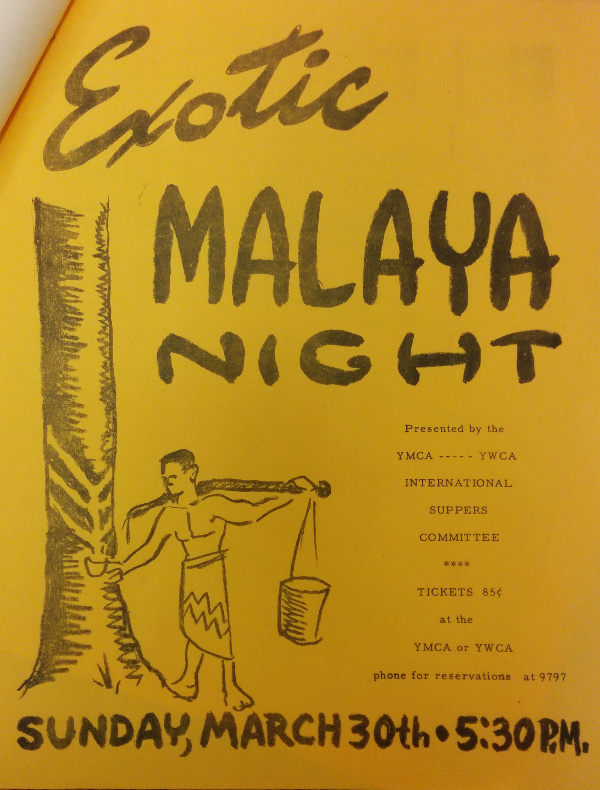 Exotic
MALAYA
NIGHT
Presented by the
YMCA ----- YWCA
INTERNATIONAL
SUPPERS
COMMITTEE
****
TICKETS 85¢
at the
YMCA or YWCA
phone for reservations at 9797
SUNDAY, MARCH 30th • 5:30 P.M.